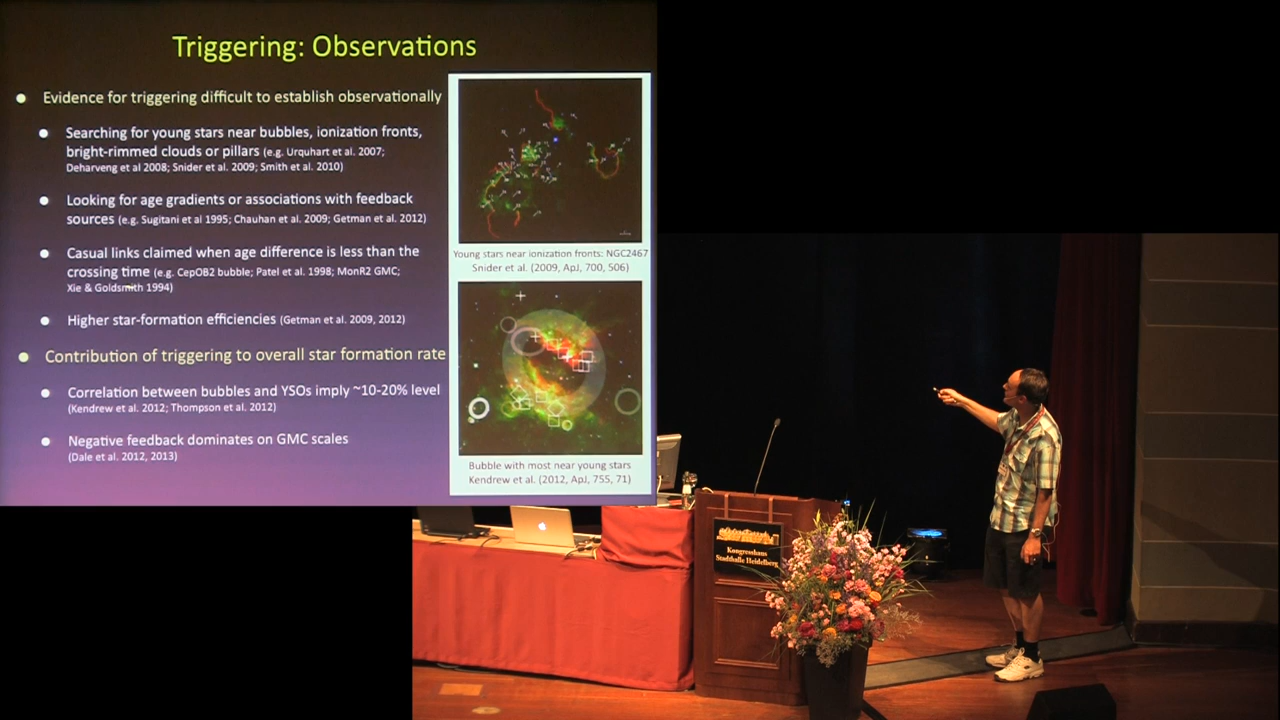 Triggering: Observations
Evidence for triggering difficult to establish observationally
Searching for young stars near bubbles, ionization fronts,
bright-rimmed clouds or pillars (e.g. Urquhart et al. 2007;
Deharveng et al 2008; Snider et al. 2009; Smith et al. 2010)
Looking for age gradients or associations with feedback
sources (e.g. Sugitani et al 1995; Chauhan et al. 2009; Getman et al. 2012)
Casual links claimed when age difference is less than the
crossing time (e.g. CepOB2 bubble; Patel et al. 1998; MonR2 GMC;
Xie & Goldsmith 1994)
Higher star-formation efficiencies (Getman et al. 2009, 2012)
Contribution of triggering to overall star formation rate
Correlation between bubbles and YSOs imply ~10-20% level
(Kendrew et al. 2012; Thompson et al. 2012)
Negative feedback dominates on GMC scales
(Dale et al. 2012, 2013)
Young stars near ionization fronts: NGC2467
Snider et al. (2009, ApJ, 700, 506)
Bubble with most near young stars
Kendrew et al. (2012, ApJ, 755, 71)
Kongresshaus
Stadthalle Heidelberg